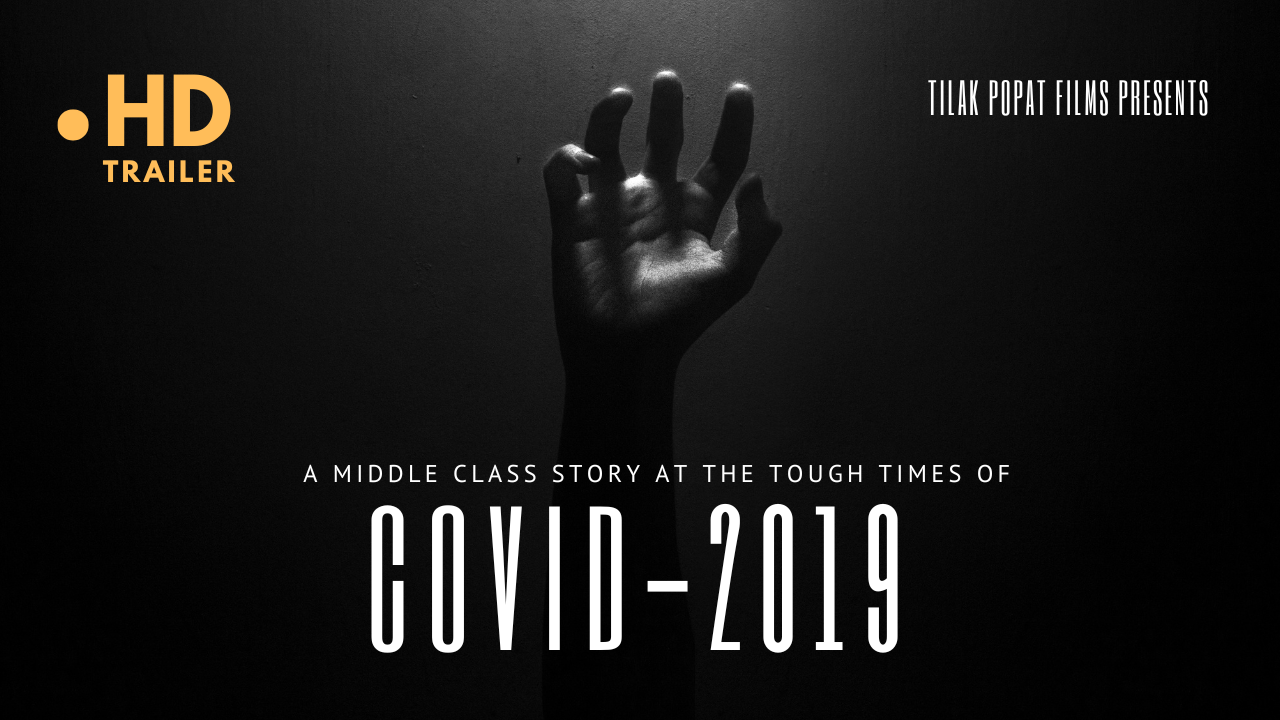 HD
TRAILER
TILAK POPAT FILMS PRESENTS
A MIDDLE CLASS STORY AT THE TOUGH TIMES OF
COVID-2019